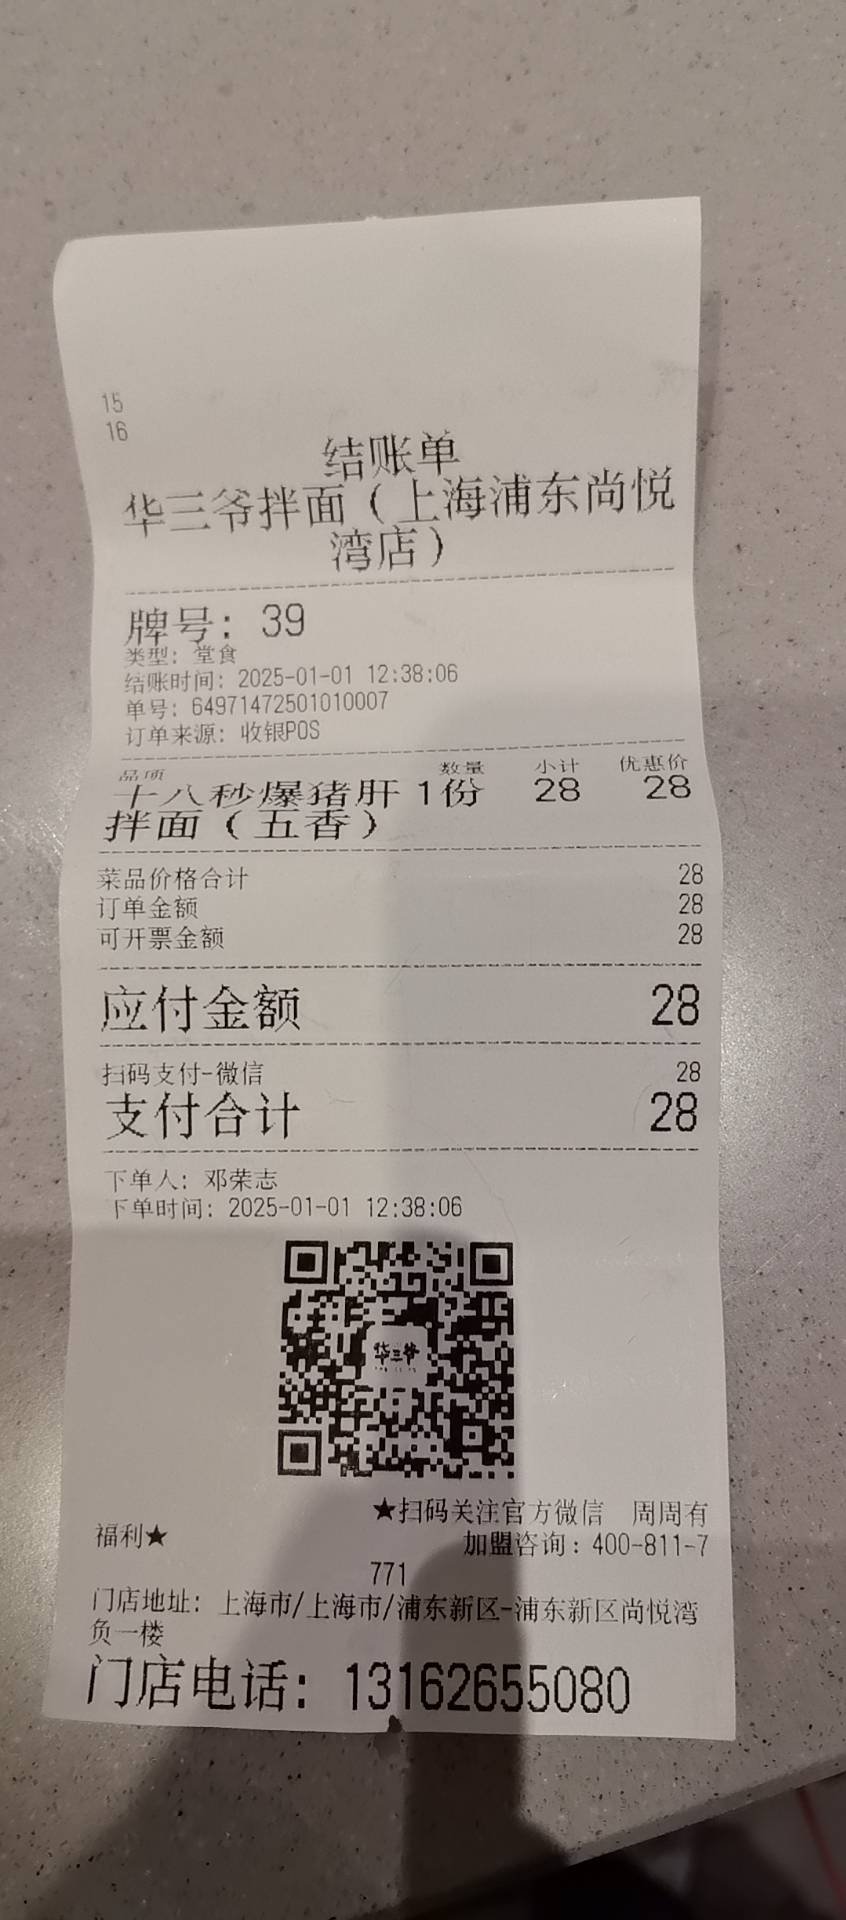 15
16
结账单
华三爷拌面（上海浦东尚悦
湾店）
牌号：39
类型：堂食
结账时间：2025-01-01 12:38:06
单号：64971472501010007
订单来源：收银POS
品项 数量 小计 优惠价
十八秒爆猪肝 1份 28 28
拌面（五香）
菜品价格合计 28
订单金额 28
可开票金额 28
应付金额 28
扫码支付-微信 28
支付合计 28
下单人：邓荣志
下单时间：2025-01-01 12:38:06
华三爷
★扫码关注官方微信 周周有
福利★
加盟咨询：400-811-7
771
门店地址：上海市/上海市/浦东新区-浦东新区尚悦湾
负一楼
门店电话：13162655080